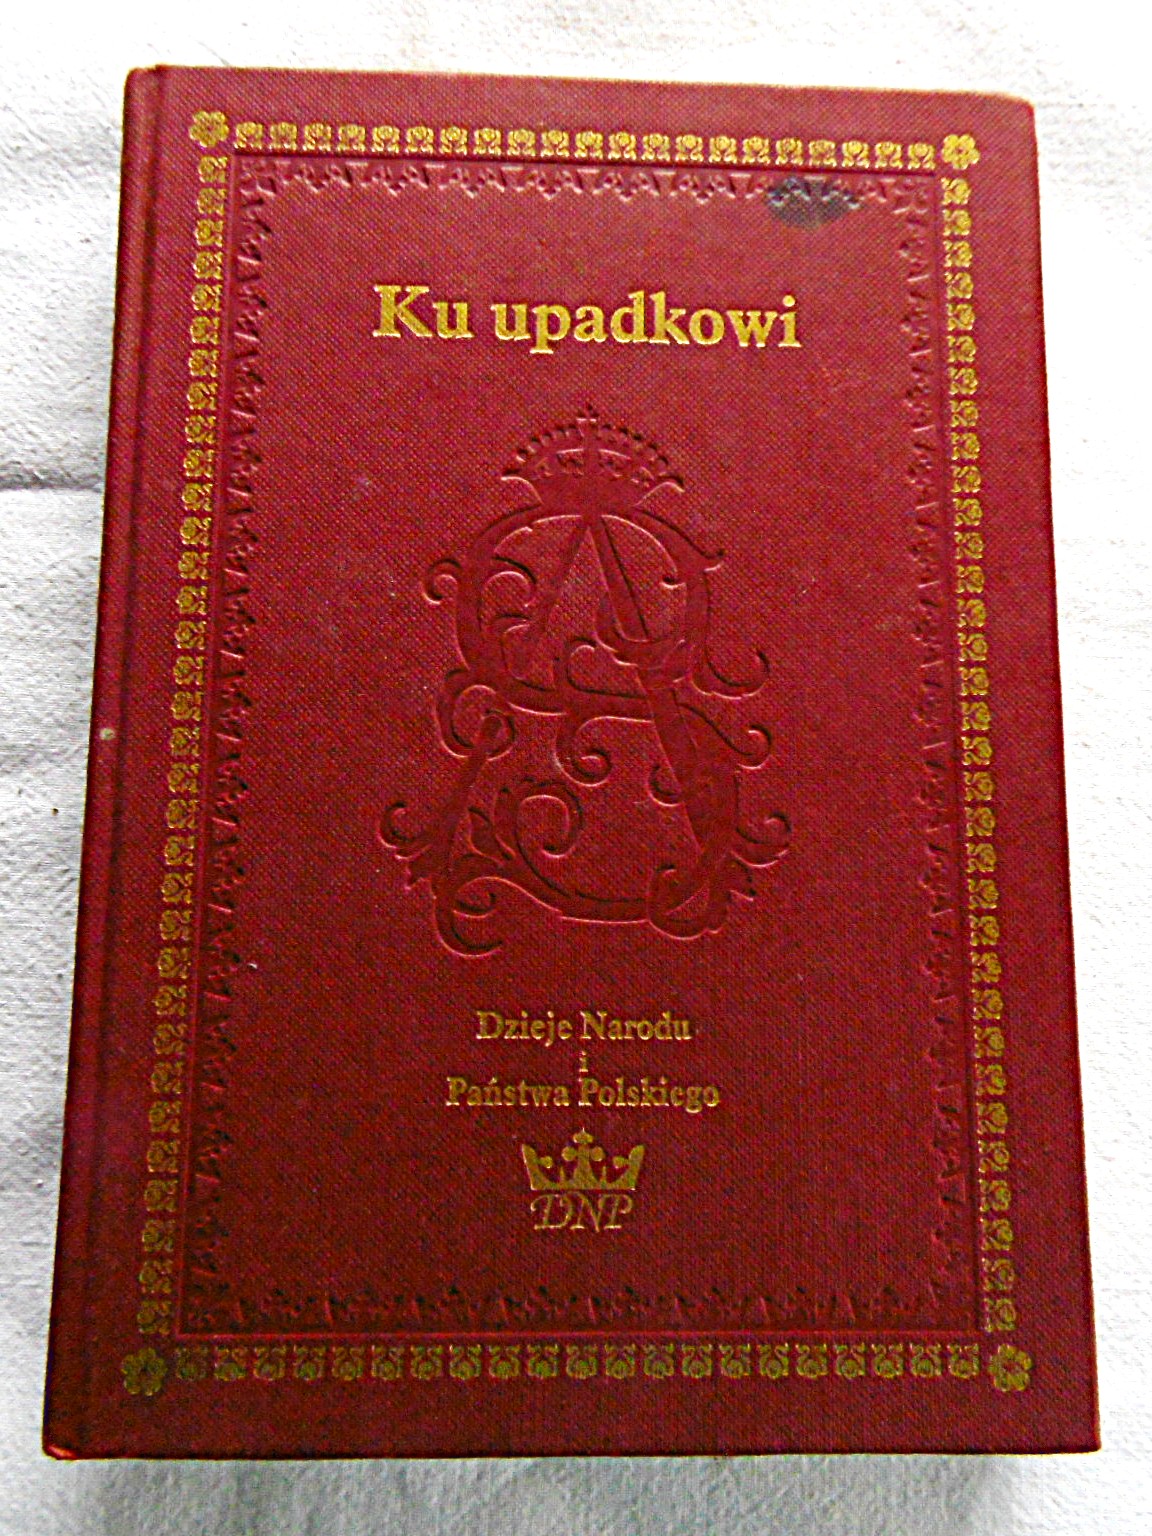 Ku upadkowi
Dzieje Narodu
i
Państwa Polskiego
DNP